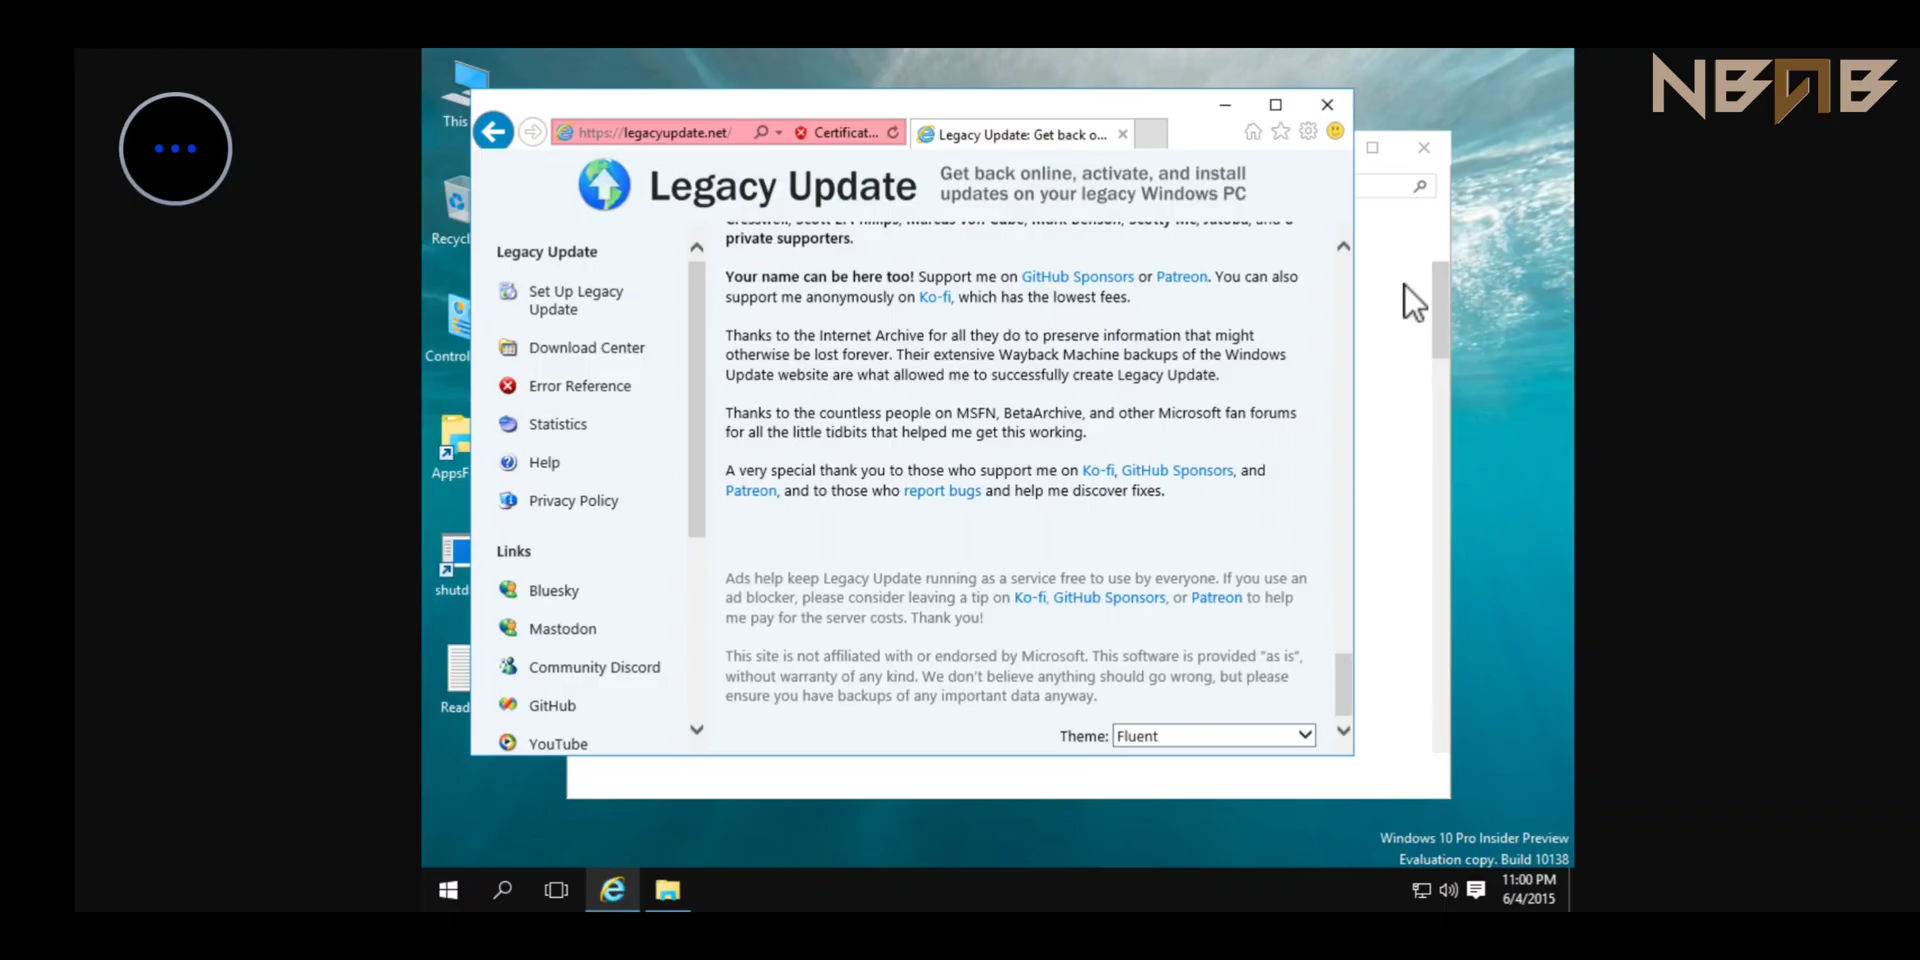 NBAB
This
Recycl
Control
AppsF
shutd
Read
https://legacyupdate.net/
Certificat...
Legacy Update: Get back o...
Legacy Update
Get back online, activate, and install
updates on your legacy Windows PC
Legacy Update
Set Up Legacy
Update
Download Center
Error Reference
Statistics
Help
Privacy Policy
Links
Bluesky
Mastodon
Community Discord
GitHub
YouTube
private supporters.
Your name can be here too! Support me on GitHub Sponsors or Patreon. You can also
support me anonymously on Ko-fi, which has the lowest fees.
Thanks to the Internet Archive for all they do to preserve information that might
otherwise be lost forever. Their extensive Wayback Machine backups of the Windows
Update website are what allowed me to successfully create Legacy Update.
Thanks to the countless people on MSFN, BetaArchive, and other Microsoft fan forums
for all the little tidbits that helped me get this working.
A very special thank you to those who support me on Ko-fi, GitHub Sponsors, and
Patreon, and to those who report bugs and help me discover fixes.
Ads help keep Legacy Update running as a service free to use by everyone. If you use an
ad blocker, please consider leaving a tip on Ko-fi, GitHub Sponsors, or Patreon to help
me pay for the server costs. Thank you!
This site is not affiliated with or endorsed by Microsoft. This software is provided "as is",
without warranty of any kind. We don't believe anything should go wrong, but please
ensure you have backups of any important data anyway.
Theme: Fluent
Windows 10 Pro Insider Preview
Evaluation copy. Build 10138
11:00 PM
6/4/2015